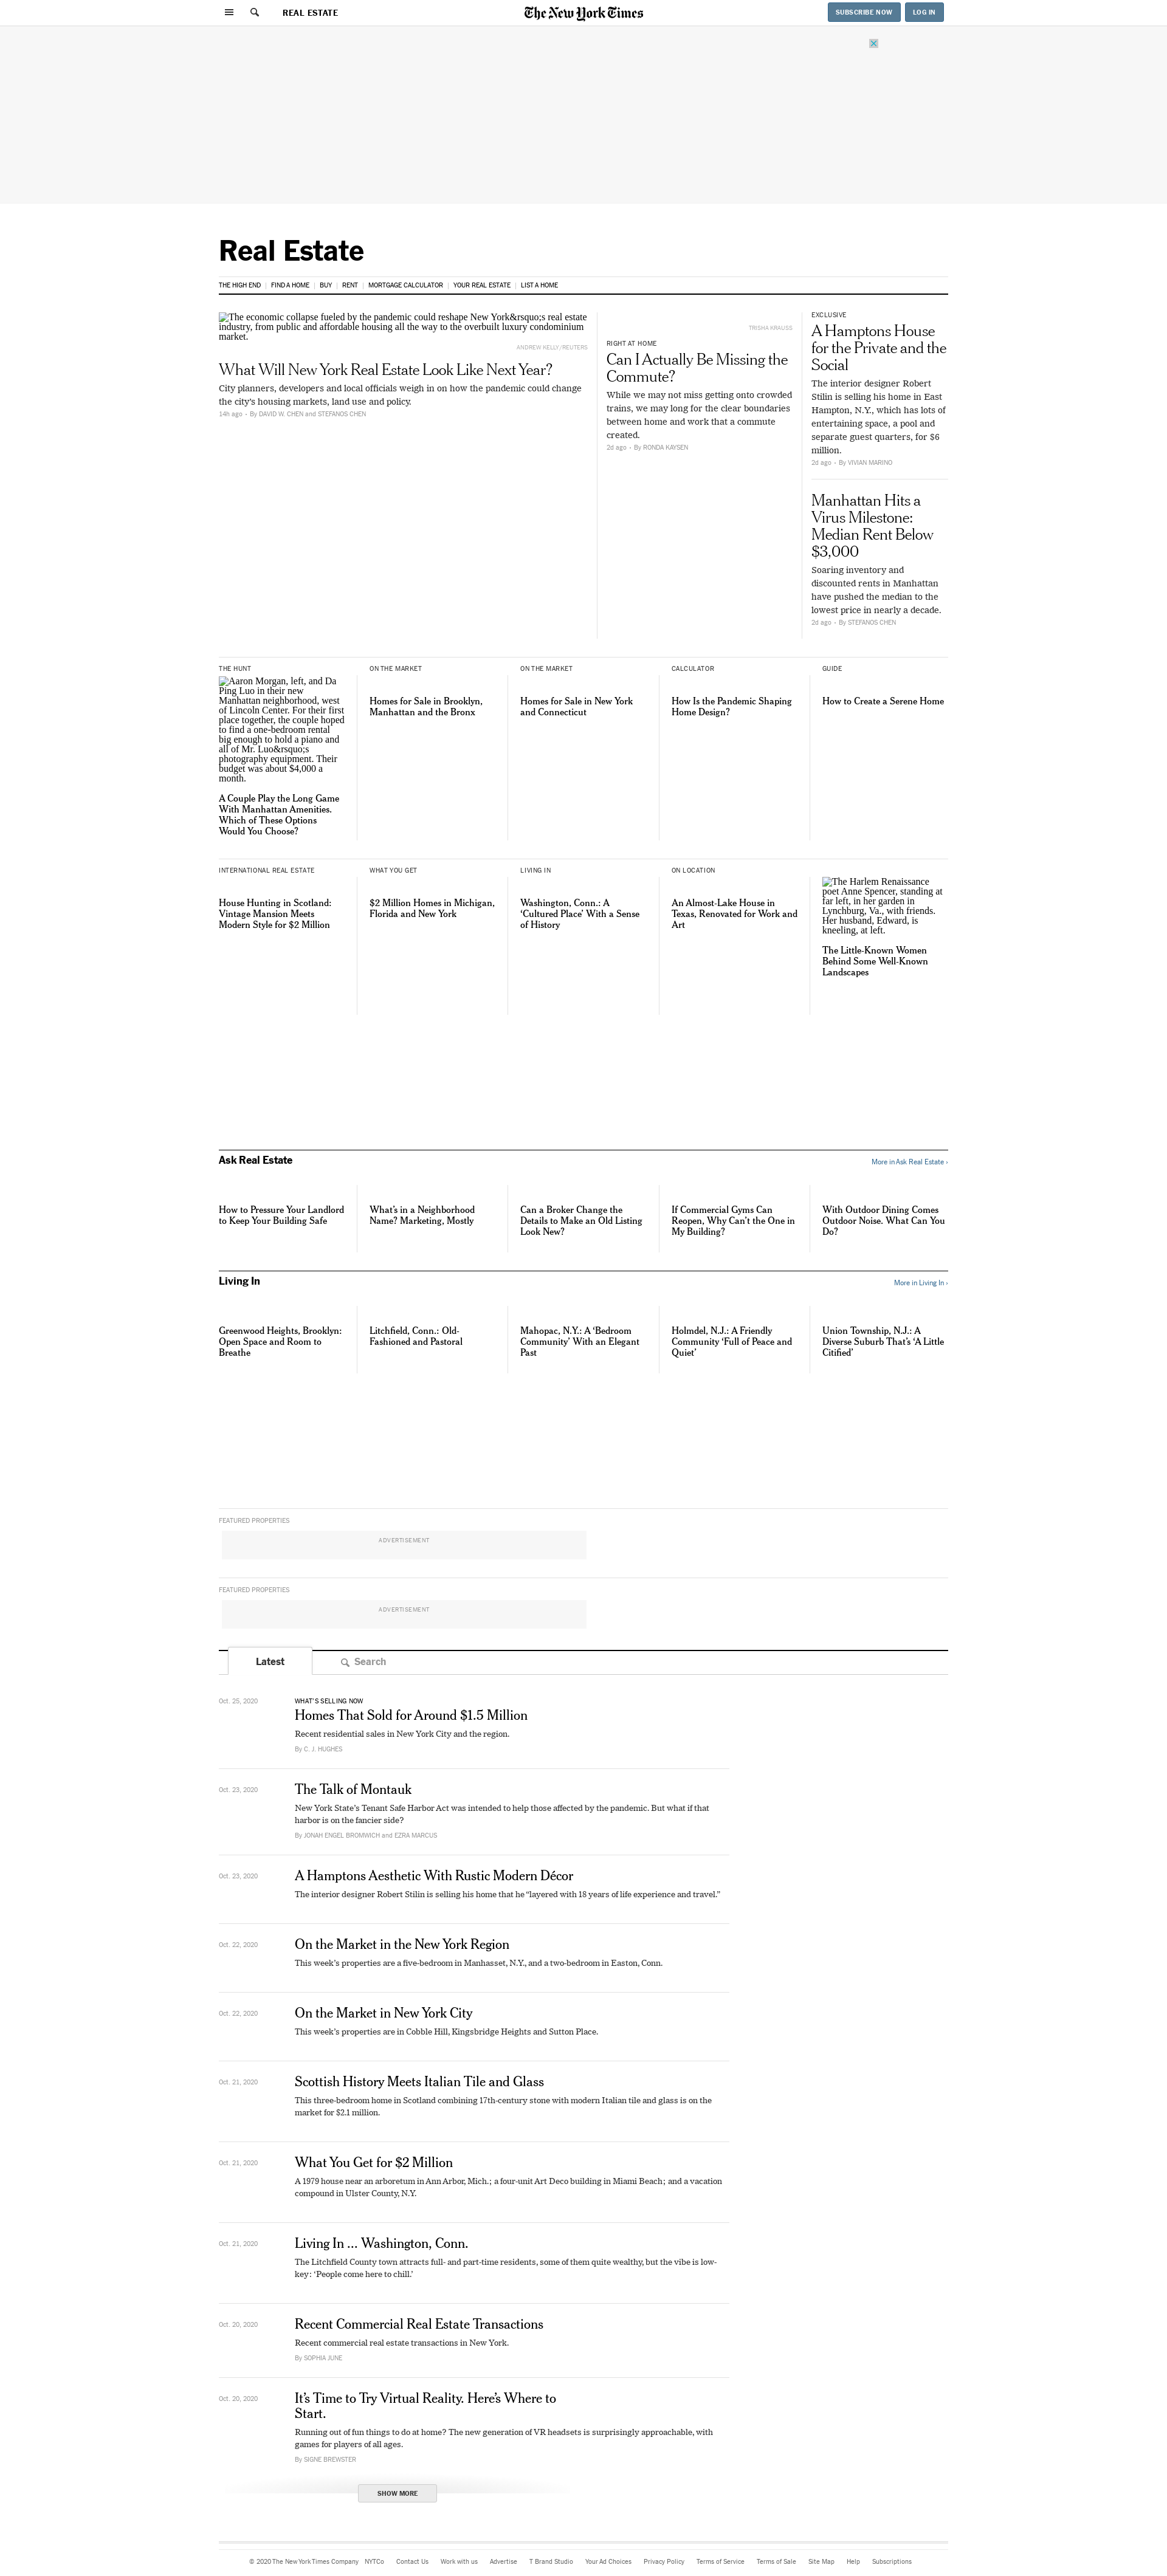 REAL ESTATE
The New York Times
SUBSCRIBE NOW
LOG IN
Real Estate
THE HIGH END | FIND A HOME | BUY | RENT | MORTGAGE CALCULATOR | YOUR REAL ESTATE | LIST A HOME
The economic collapse fueled by the pandemic could reshape New York&rsquo;s real estate
industry, from public and affordable housing all the way to the overbuilt luxury condominium
market.
ANDREW KELLY/REUTERS
What Will New York Real Estate Look Like Next Year?
City planners, developers and local officials weigh in on how the pandemic could change
the city's housing markets, land use and policy.
14h ago • By DAVID W. CHEN and STEFANOS CHEN
TRISHA KRAUSS
RIGHT AT HOME
Can I Actually Be Missing the
Commute?
While we may not miss getting onto crowded
trains, we may long for the clear boundaries
between home and work that a commute
created.
2d ago • By RONDA KAYSEN
EXCLUSIVE
A Hamptons House
for the Private and the
Social
The interior designer Robert
Stilin is selling his home in East
Hampton, N.Y., which has lots of
entertaining space, a pool and
separate guest quarters, for $6
million.
2d ago • By VIVIAN MARINO
Manhattan Hits a
Virus Milestone:
Median Rent Below
$3,000
Soaring inventory and
discounted rents in Manhattan
have pushed the median to the
lowest price in nearly a decade.
2d ago • By STEFANOS CHEN
THE HUNT
Aaron Morgan, left, and Da
Ping Luo in their new
Manhattan neighborhood, west
of Lincoln Center. For their first
place together, the couple hoped
to find a one-bedroom rental
big enough to hold a piano and
all of Mr. Luo&rsquo;s
photography equipment. Their
budget was about $4,000 a
month.
A Couple Play the Long Game
With Manhattan Amenities.
Which of These Options
Would You Choose?
ON THE MARKET
Homes for Sale in Brooklyn,
Manhattan and the Bronx
ON THE MARKET
Homes for Sale in New York
and Connecticut
CALCULATOR
How Is the Pandemic Shaping
Home Design?
GUIDE
How to Create a Serene Home
INTERNATIONAL REAL ESTATE
House Hunting in Scotland:
Vintage Mansion Meets
Modern Style for $2 Million
WHAT YOU GET
$2 Million Homes in Michigan,
Florida and New York
LIVING IN
Washington, Conn.: A
‘Cultured Place’ With a Sense
of History
ON LOCATION
An Almost-Lake House in
Texas, Renovated for Work and
Art
The Harlem Renaissance
poet Anne Spencer, standing at
far left, in her garden in
Lynchburg, Va., with friends.
Her husband, Edward, is
kneeling, at left.
The Little-Known Women
Behind Some Well-Known
Landscapes
Ask Real Estate
More in Ask Real Estate ›
How to Pressure Your Landlord
to Keep Your Building Safe
What’s in a Neighborhood
Name? Marketing, Mostly
Can a Broker Change the
Details to Make an Old Listing
Look New?
If Commercial Gyms Can
Reopen, Why Can’t the One in
My Building?
With Outdoor Dining Comes
Outdoor Noise. What Can You
Do?
Living In
More in Living In ›
Greenwood Heights, Brooklyn:
Open Space and Room to
Breathe
Litchfield, Conn.: Old-
Fashioned and Pastoral
Mahopac, N.Y.: A ‘Bedroom
Community’ With an Elegant
Past
Holmdel, N.J.: A Friendly
Community ‘Full of Peace and
Quiet’
Union Township, N.J.: A
Diverse Suburb That’s ‘A Little
Citified’
FEATURED PROPERTIES
ADVERTISEMENT
FEATURED PROPERTIES
ADVERTISEMENT
Latest
Search
Oct. 25, 2020
WHAT'S SELLING NOW
Homes That Sold for Around $1.5 Million
Recent residential sales in New York City and the region.
By C. J. HUGHES
Oct. 23, 2020
The Talk of Montauk
New York State’s Tenant Safe Harbor Act was intended to help those affected by the pandemic. But what if that
harbor is on the fancier side?
By JONAH ENGEL BROMWICH and EZRA MARCUS
Oct. 23, 2020
A Hamptons Aesthetic With Rustic Modern Décor
The interior designer Robert Stilin is selling his home that he “layered with 18 years of life experience and travel.”
Oct. 22, 2020
On the Market in the New York Region
This week’s properties are a five-bedroom in Manhasset, N.Y., and a two-bedroom in Easton, Conn.
Oct. 22, 2020
On the Market in New York City
This week’s properties are in Cobble Hill, Kingsbridge Heights and Sutton Place.
Oct. 21, 2020
Scottish History Meets Italian Tile and Glass
This three-bedroom home in Scotland combining 17th-century stone with modern Italian tile and glass is on the
market for $2.1 million.
Oct. 21, 2020
What You Get for $2 Million
A 1979 house near an arboretum in Ann Arbor, Mich.; a four-unit Art Deco building in Miami Beach; and a vacation
compound in Ulster County, N.Y.
Oct. 21, 2020
Living In ... Washington, Conn.
The Litchfield County town attracts full- and part-time residents, some of them quite wealthy, but the vibe is low-
key: ‘People come here to chill.’
Oct. 20, 2020
Recent Commercial Real Estate Transactions
Recent commercial real estate transactions in New York.
By SOPHIA JUNE
Oct. 20, 2020
It’s Time to Try Virtual Reality. Here’s Where to
Start.
Running out of fun things to do at home? The new generation of VR headsets is surprisingly approachable, with
games for players of all ages.
By SIGNE BREWSTER
SHOW MORE
© 2020 The New York Times Company NYTCo Contact Us Work with us Advertise T Brand Studio Your Ad Choices Privacy Policy Terms of Service Terms of Sale Site Map Help Subscriptions